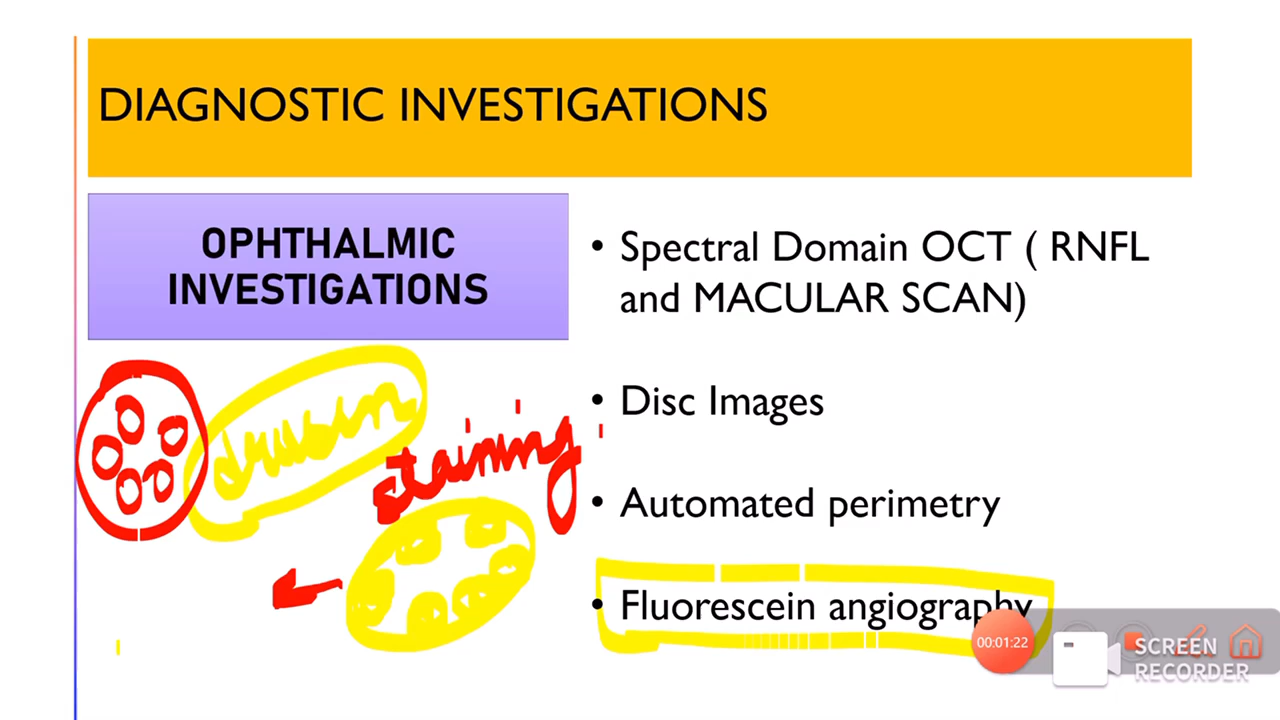 DIAGNOSTIC INVESTIGATIONS
OPHTHALMIC
INVESTIGATIONS
• Spectral Domain OCT ( RNFL
and MACULAR SCAN)
• Disc Images
• Automated perimetry
• Fluorescein angiography
drusen
staining
00:01:22
SCREEN
RECORDER